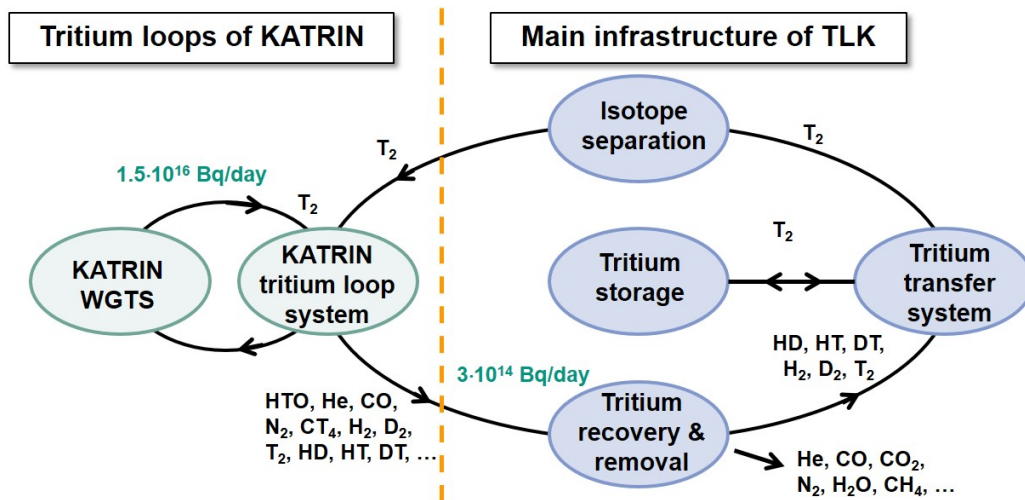 Tritium loops of KATRIN
Main infrastructure of TLK
Isotope
separation
T₂
T₂
1.5·10¹⁶ Bq/day
T₂
KATRIN
WGTS
KATRIN
tritium loop
system
Tritium
storage
T₂
Tritium
transfer
system
HD, HT, DT,
H₂, D₂, T₂
3·10¹⁴ Bq/day
HTO, He, CO,
N₂, CT₄, H₂, D₂,
T₂, HD, HT, DT, ...
Tritium
recovery &
removal
He, CO, CO₂,
N₂, H₂O, CH₄, ...